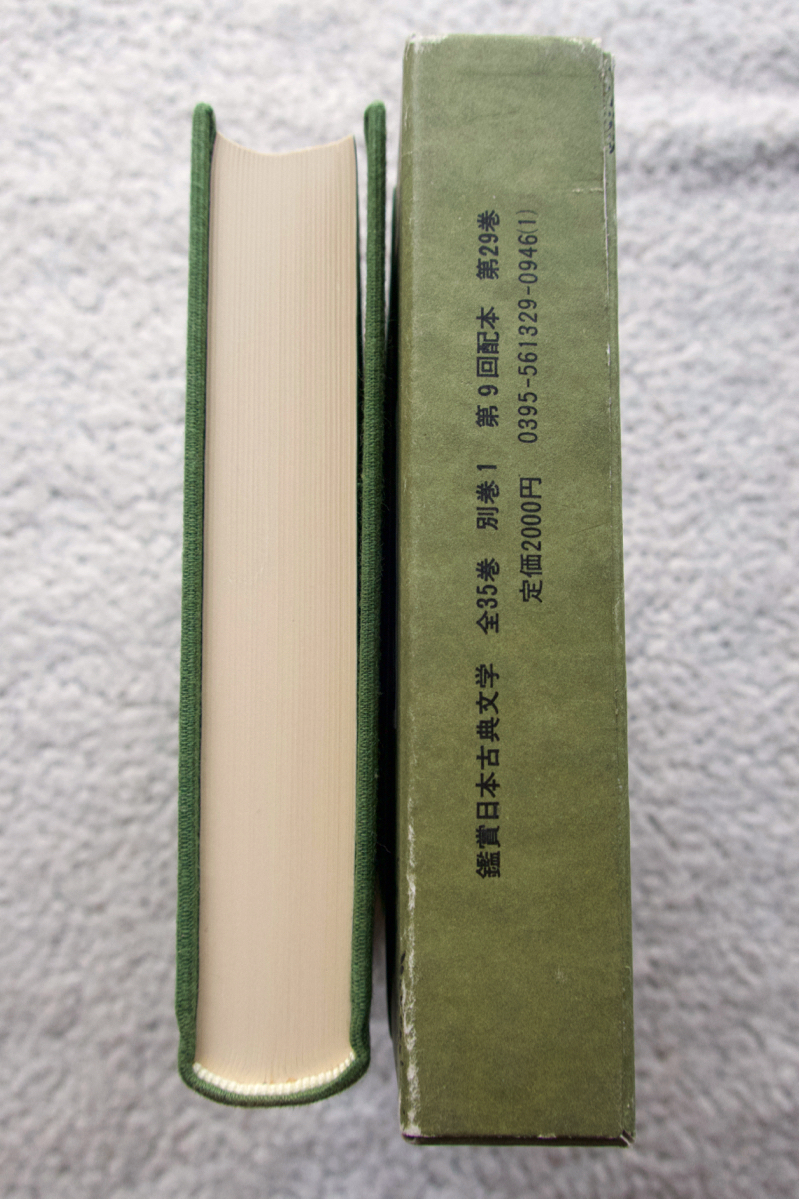 鑑賞日本古典文学 全35巻 別巻1 第9回配本 第29巻
定価2000円 0395-561329-0946(1)